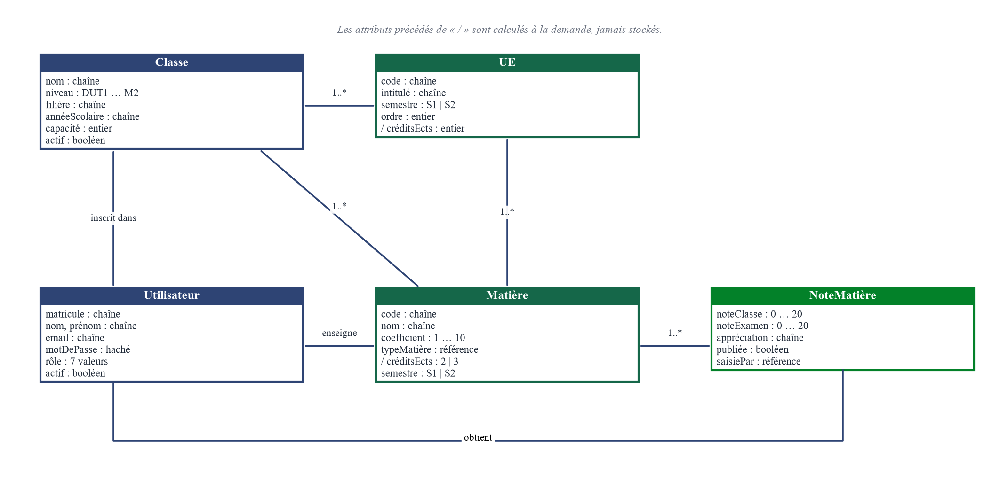 Les attributs précédés de « / » sont calculés à la demande, jamais stockés.
Classe
nom : chaîne
niveau : DUT1 … M2
filière : chaîne
annéeScolaire : chaîne
capacité : entier
actif : booléen
1..*
UE
code : chaîne
intitulé : chaîne
semestre : S1 | S2
ordre : entier
/ créditsEcts : entier
inscrit dans
1..*
1..*
Utilisateur
matricule : chaîne
nom, prénom : chaîne
email : chaîne
motDePasse : haché
rôle : 7 valeurs
actif : booléen
enseigne
Matière
code : chaîne
nom : chaîne
coefficient : 1 … 10
typeMatière : référence
/ créditsEcts : 2 | 3
semestre : S1 | S2
1..*
NoteMatière
noteClasse : 0 … 20
noteExamen : 0 … 20
appréciation : chaîne
publiée : booléen
saisiePar : référence
obtient